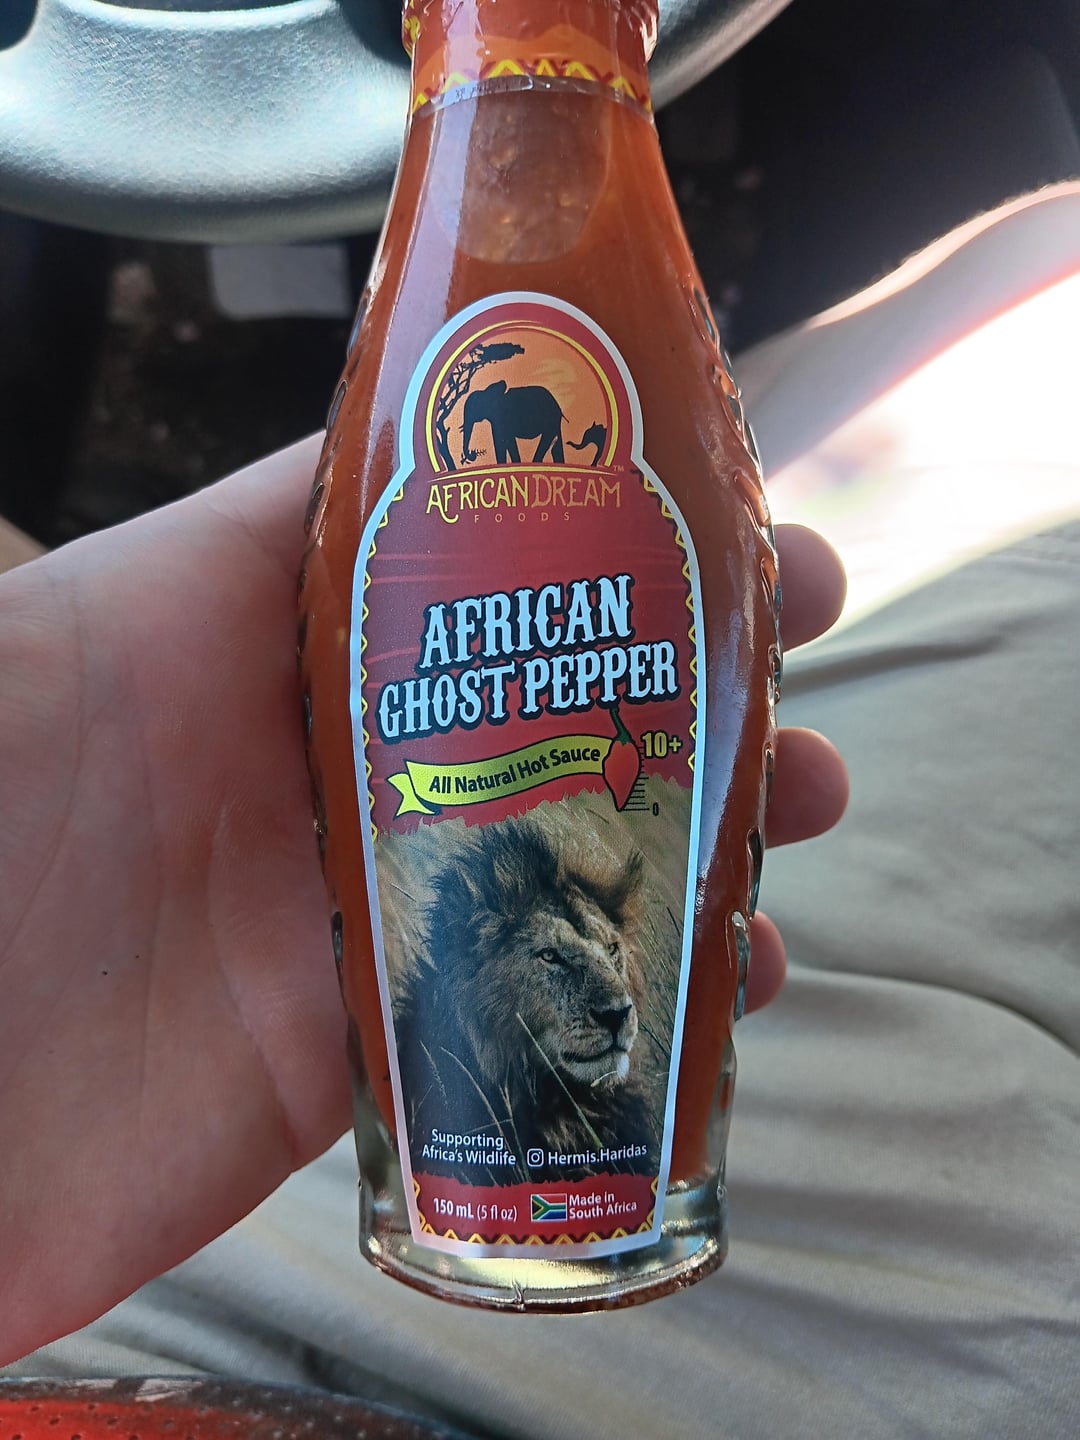 AFRICAN DREAM™
FOODS
AFRICAN
GHOST PEPPER
All Natural Hot Sauce
10+
0
Supporting
Africa's Wildlife
Hermis.Haridas
150 mL (5 fl oz)
Made in
South Africa